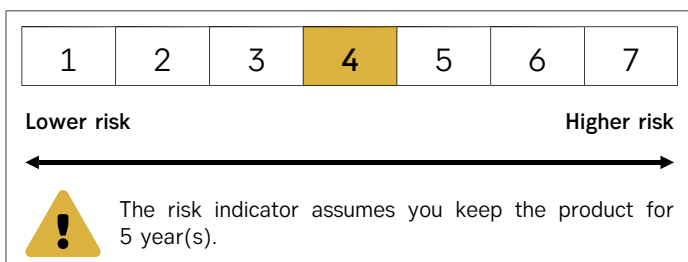 1 2 3 4 5 6 7
Lower risk Higher risk
The risk indicator assumes you keep the product for
5 year(s).